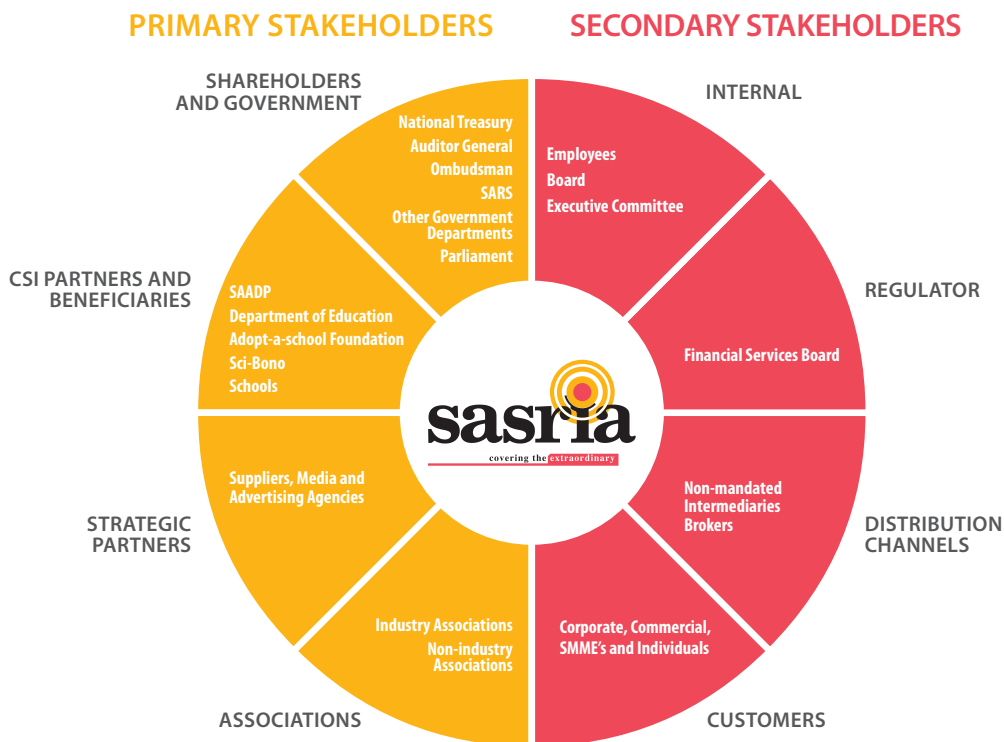 PRIMARY STAKEHOLDERS
SECONDARY STAKEHOLDERS
SHAREHOLDERS
AND GOVERNMENT
National Treasury
Auditor General
Ombudsman
SARS
Other Government
Departments
Parliament
INTERNAL
Employees
Board
Executive Committee
CSI PARTNERS AND
BENEFICIARIES
SAADP
Department of Education
Adopt-a-school Foundation
Sci-Bono
Schools
REGULATOR
Financial Services Board
sasria
covering the extraordinary
STRATEGIC
PARTNERS
Suppliers, Media and
Advertising Agencies
DISTRIBUTION
CHANNELS
Non-mandated
Intermediaries
Brokers
ASSOCIATIONS
Industry Associations
Non-industry
Associations
CUSTOMERS
Corporate, Commercial,
SMME's and Individuals